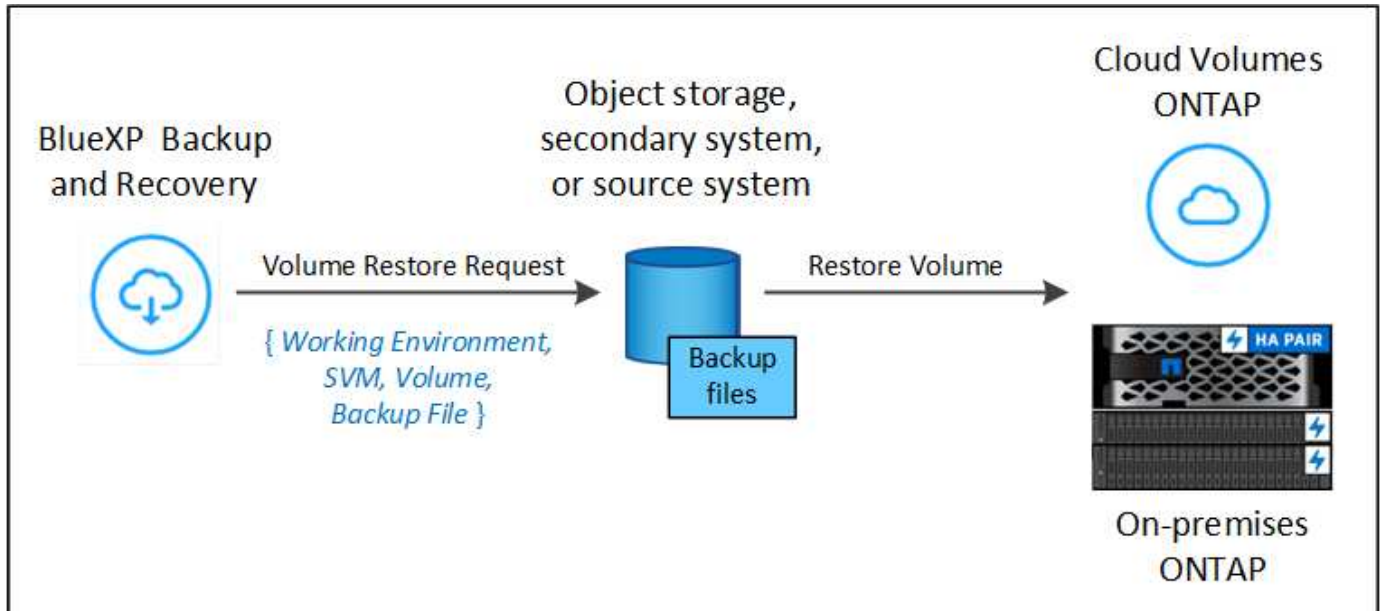 BlueXP  Backup
and Recovery
Volume Restore Request
{ Working Environment,
SVM, Volume,
Backup File }
Object storage,
secondary system,
or source system
Backup
files
Restore Volume
Cloud Volumes
ONTAP
HA PAIR
On-premises
ONTAP